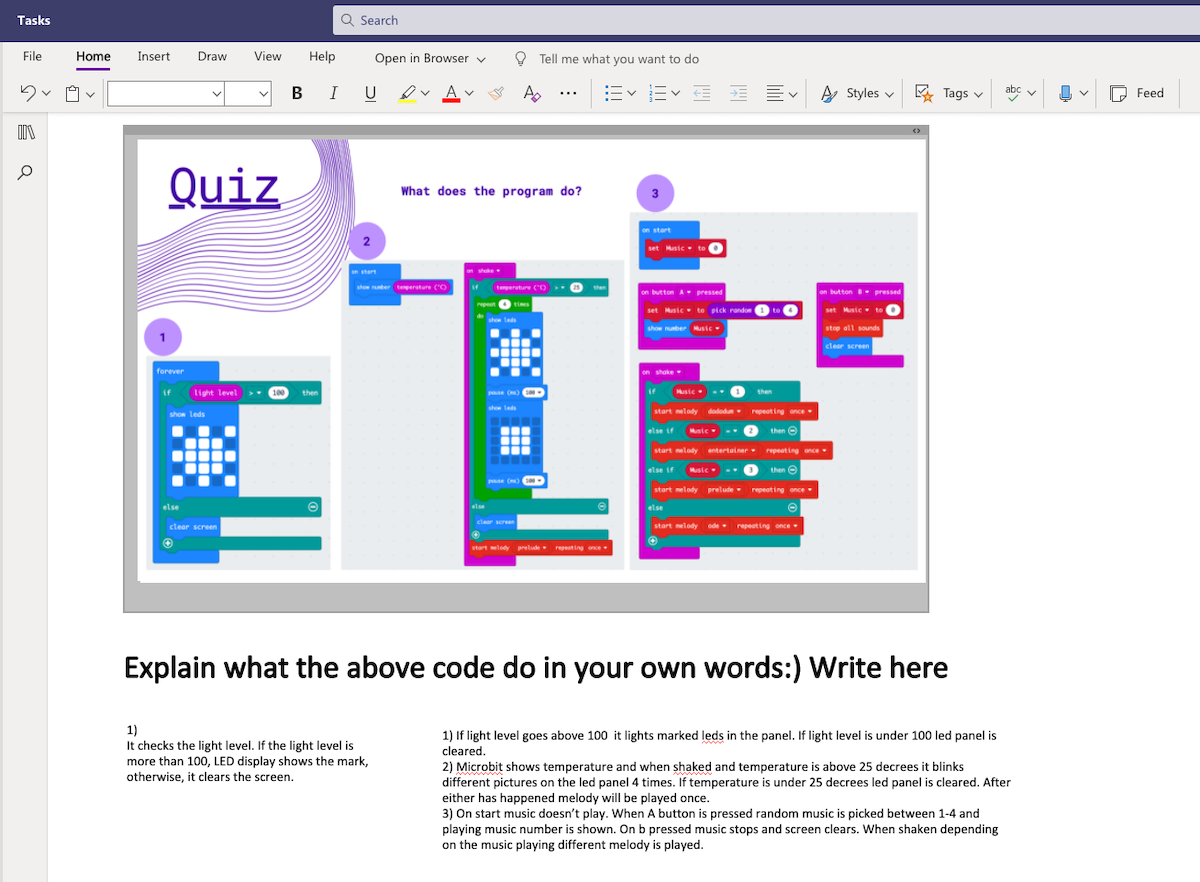 Tasks
Search
File Home Insert Draw View Help Open in Browser Tell me what you want to do
B I U A A ... Styles Tags abc Feed
Quiz
What does the program do?
1
forever
if light level > 100 then
show leds
else
clear screen
2
on start
show number temperature (°C)
on shake
if temperature (°C) 25 then
repeat 4 times
do show leds
pause (ms) 100
show leds
pause (ms) 100
else
clear screen
start melody prelude repeating once
3
on start
set Music to 0
on button A pressed
set Music to pick random 1 to 4
show number Music
on button B pressed
set Music to 0
stop all sounds
clear screen
on shake
if Music = 1 then
start melody dadadum repeating once
else if Music = 2 then
start melody entertainer repeating once
else if Music = 3 then
start melody prelude repeating once
else
start melody ode repeating once
Explain what the above code do in your own words:) Write here
1)
It checks the light level. If the light level is
more than 100, LED display shows the mark,
otherwise, it clears the screen.
1) If light level goes above 100 it lights marked leds in the panel. If light level is under 100 led panel is
cleared.
2) Microbit shows temperature and when shaked and temperature is above 25 decrees it blinks
different pictures on the led panel 4 times. If temperature is under 25 decrees led panel is cleared. After
either has happened melody will be played once.
3) On start music doesn't play. When A button is pressed random music is picked between 1-4 and
playing music number is shown. On b pressed music stops and screen clears. When shaken depending
on the music playing different melody is played.